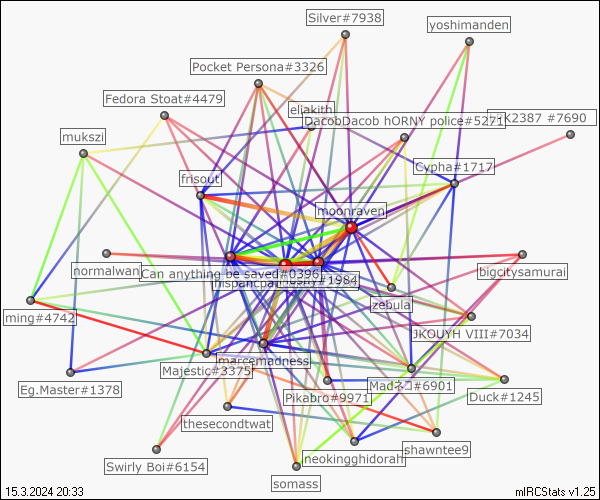 Silver#7938
yoshimanden
Pocket Persona#3326
Fedora Stoat#4479
eliakith
DacobDacob hORNY police#5271
K2387 #7690
mukszi
Cypha#1717
frisout
moonraven
normalwan
Can anything be saved#0396
#1984
bigcitysamurai
zebula
ming#4742
JKOUYH VIII#7034
marcemadness
Majestic#3375
MadネコI#6901
Eg.Master#1378
Pikabro#9971
Duck#1245
thesecondtwat
shawntee9
Swirly Boi#6154
neokingghidorah
somass
15.3.2024 20:33
mIRCStats v1.25